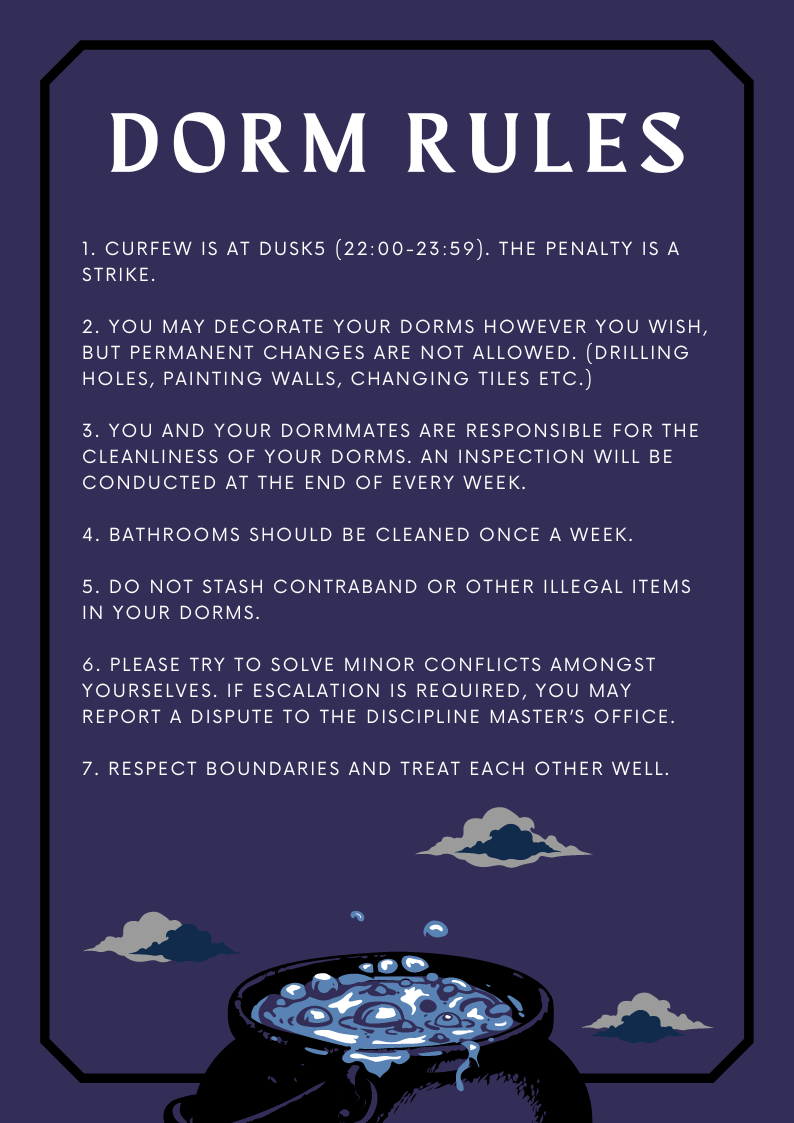 DORM RULES
1. CURFEW IS AT DUSK5 (22:00-23:59). THE PENALTY IS A
STRIKE.
2. YOU MAY DECORATE YOUR DORMS HOWEVER YOU WISH,
BUT PERMANENT CHANGES ARE NOT ALLOWED. (DRILLING
HOLES, PAINTING WALLS, CHANGING TILES ETC.)
3. YOU AND YOUR DORMMATES ARE RESPONSIBLE FOR THE
CLEANLINESS OF YOUR DORMS. AN INSPECTION WILL BE
CONDUCTED AT THE END OF EVERY WEEK.
4. BATHROOMS SHOULD BE CLEANED ONCE A WEEK.
5. DO NOT STASH CONTRABAND OR OTHER ILLEGAL ITEMS
IN YOUR DORMS.
6. PLEASE TRY TO SOLVE MINOR CONFLICTS AMONGST
YOURSELVES. IF ESCALATION IS REQUIRED, YOU MAY
REPORT A DISPUTE TO THE DISCIPLINE MASTER'S OFFICE.
7. RESPECT BOUNDARIES AND TREAT EACH OTHER WELL.